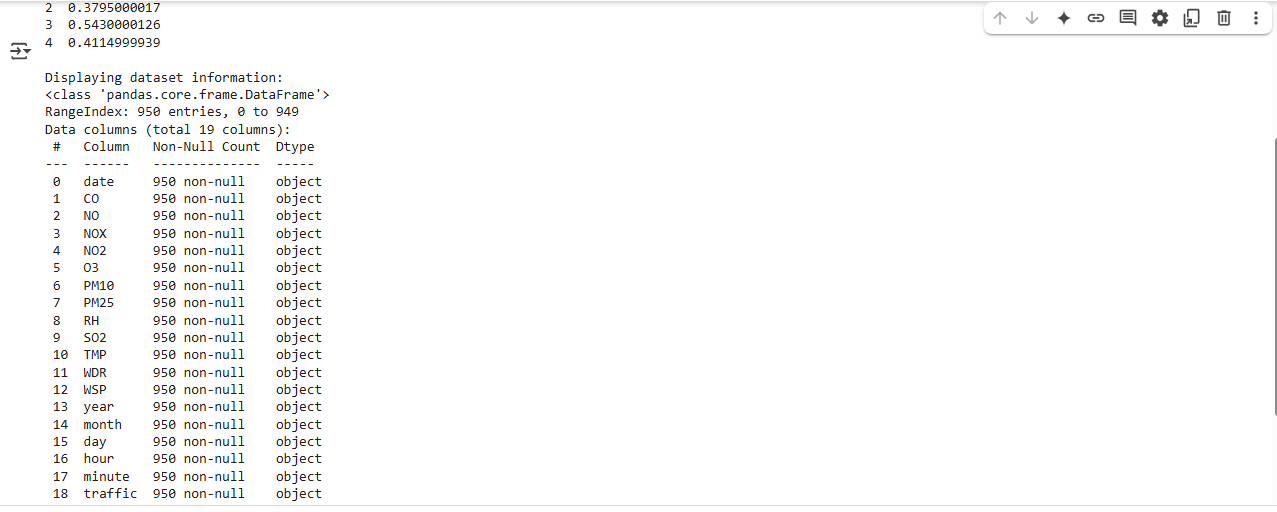 2  0.3795000017
3  0.5430000126
4  0.4114999939
Displaying dataset information:
<class 'pandas.core.frame.DataFrame'>
RangeIndex: 950 entries, 0 to 949
Data columns (total 19 columns):
 #   Column   Non-Null Count  Dtype
---  ------   --------------  -----
 0   date     950 non-null    object
 1   CO       950 non-null    object
 2   NO       950 non-null    object
 3   NOX      950 non-null    object
 4   NO2      950 non-null    object
 5   O3       950 non-null    object
 6   PM10     950 non-null    object
 7   PM25     950 non-null    object
 8   RH       950 non-null    object
 9   SO2      950 non-null    object
 10  TMP      950 non-null    object
 11  WDR      950 non-null    object
 12  WSP      950 non-null    object
 13  year     950 non-null    object
 14  month    950 non-null    object
 15  day      950 non-null    object
 16  hour     950 non-null    object
 17  minute   950 non-null    object
 18  traffic  950 non-null    object